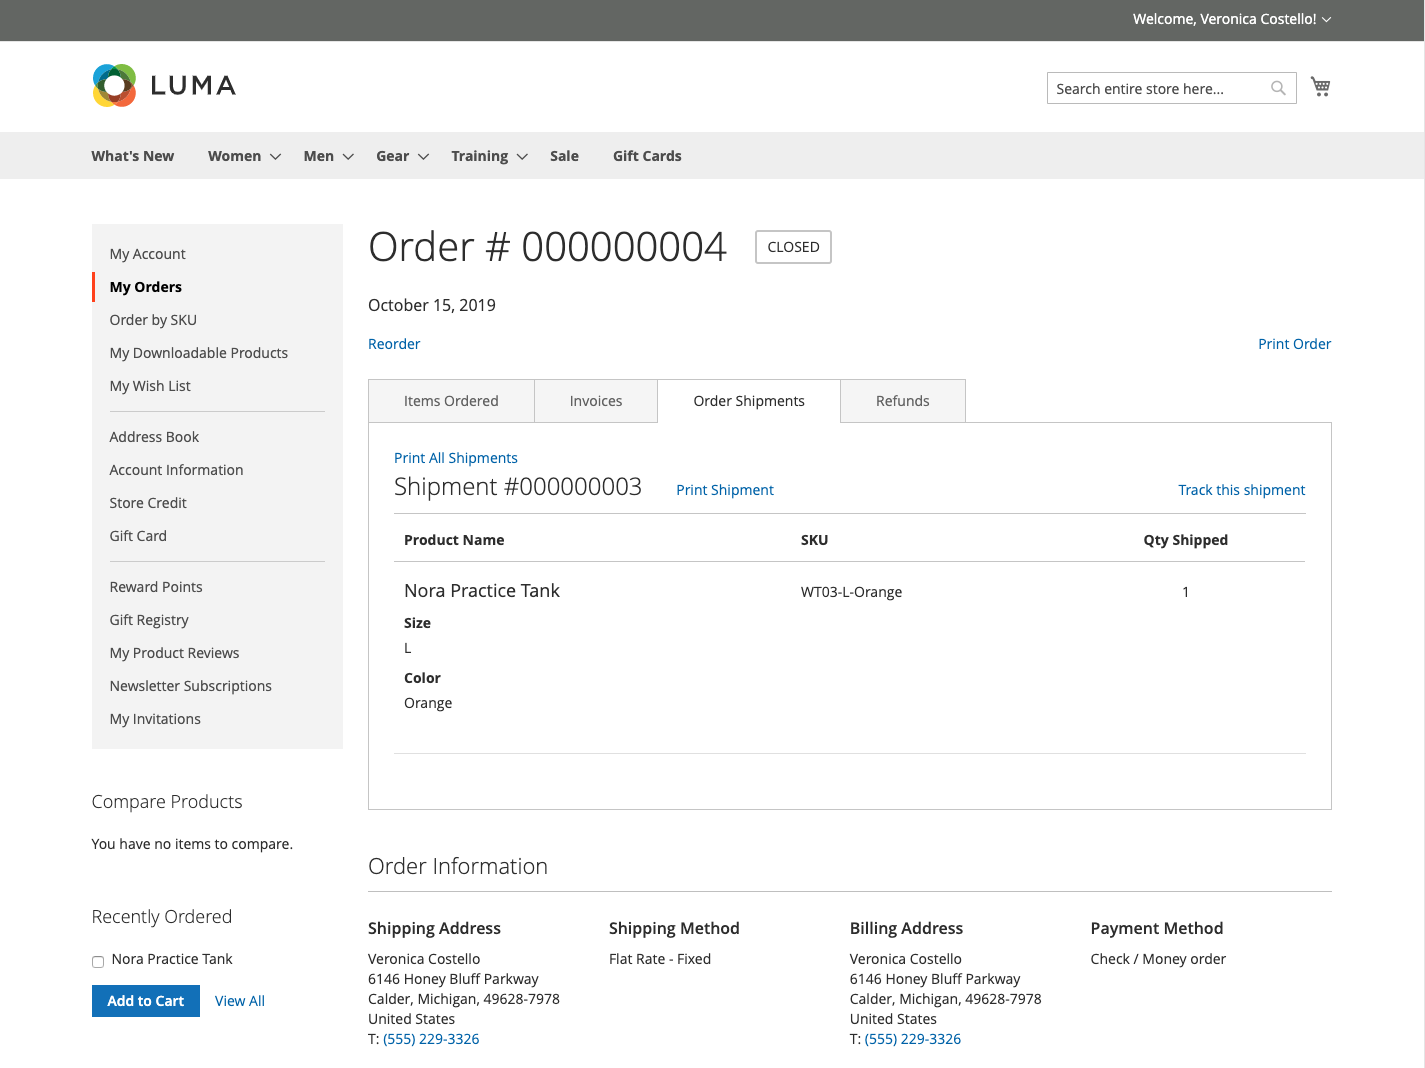 Welcome, Veronica Costello!
LUMA
Search entire store here...
What's New Women Men Gear Training Sale Gift Cards
My Account
My Orders
Order by SKU
My Downloadable Products
My Wish List
Address Book
Account Information
Store Credit
Gift Card
Reward Points
Gift Registry
My Product Reviews
Newsletter Subscriptions
My Invitations
Compare Products
You have no items to compare.
Recently Ordered
Nora Practice Tank
Add to Cart View All
Order # 000000004 CLOSED
October 15, 2019
Reorder Print Order
Items Ordered Invoices Order Shipments Refunds
Print All Shipments
Shipment #000000003 Print Shipment Track this shipment
Product Name SKU Qty Shipped
Nora Practice Tank WT03-L-Orange 1
Size
L
Color
Orange
Order Information
Shipping Address
Veronica Costello
6146 Honey Bluff Parkway
Calder, Michigan, 49628-7978
United States
T: (555) 229-3326
Shipping Method
Flat Rate - Fixed
Billing Address
Veronica Costello
6146 Honey Bluff Parkway
Calder, Michigan, 49628-7978
United States
T: (555) 229-3326
Payment Method
Check / Money order